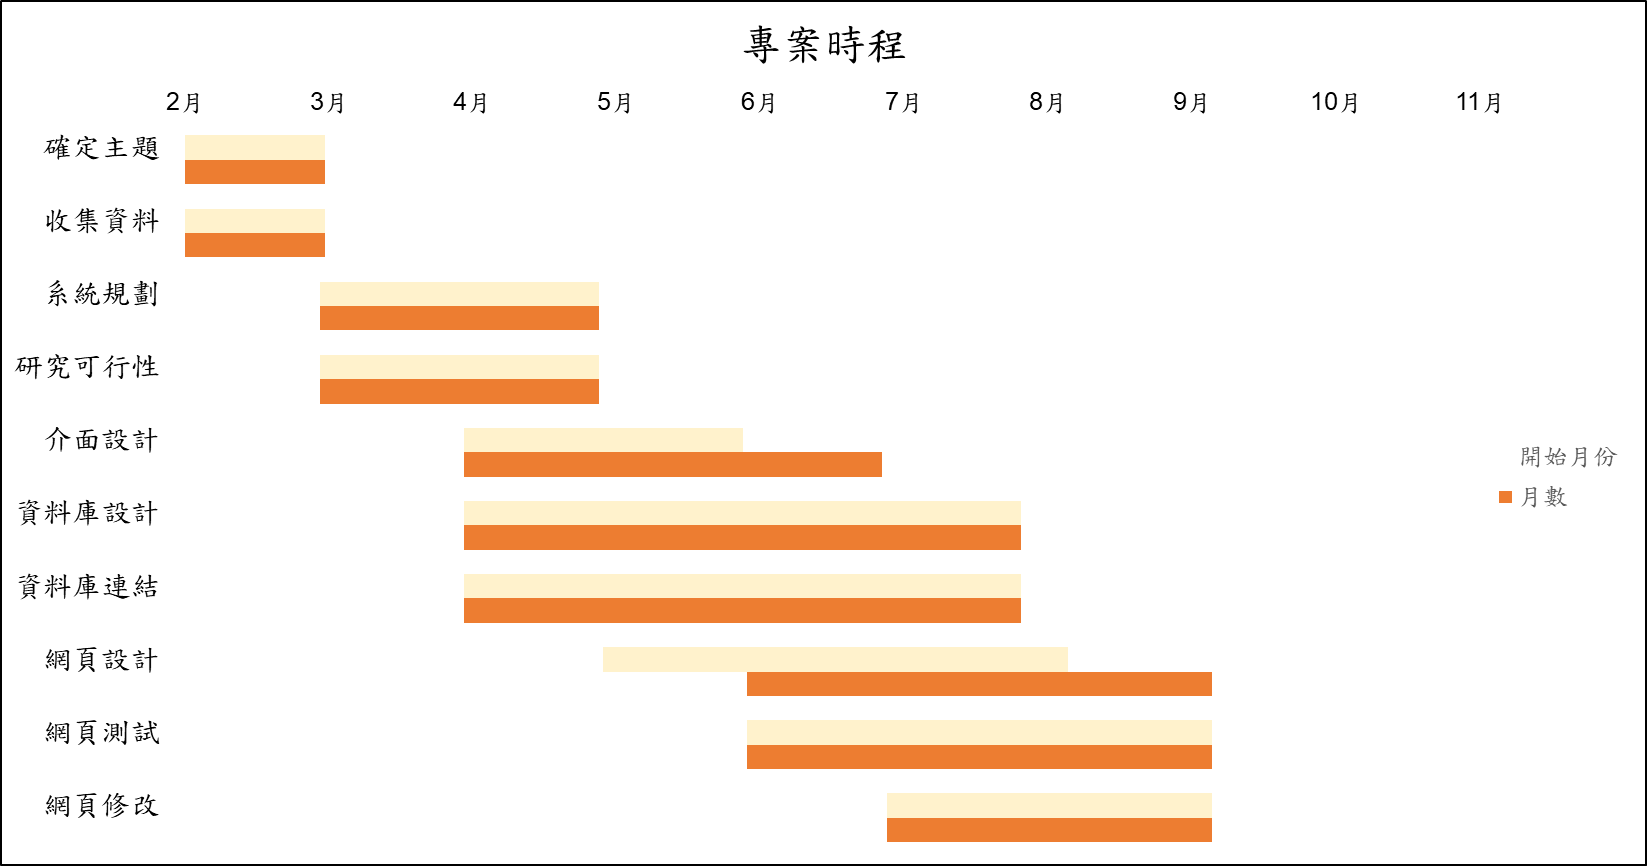 專案時程
2月 3月 4月 5月 6月 7月 8月 9月 10月 11月
確定主題
收集資料
系統規劃
研究可行性
介面設計
資料庫設計
資料庫連結
網頁設計
網頁測試
網頁修改
開始月份
月數